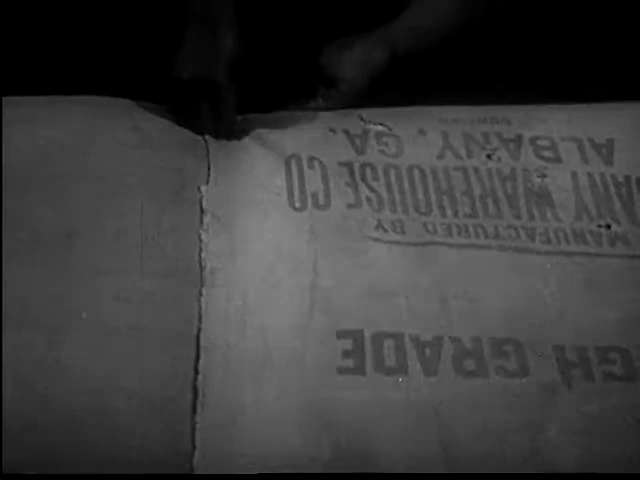 GH GRADE
MANUFACTURED BY
ANY WAREHOUSE CO
ALBANY, GA.